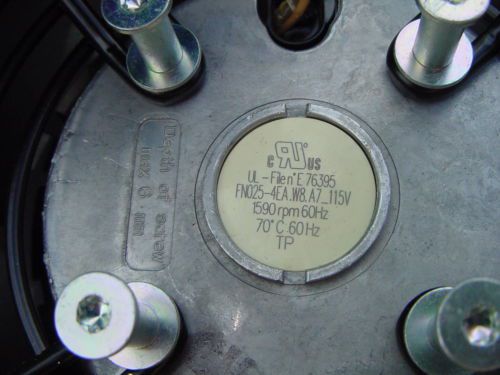 c RU US
UL - File n° E 76395
FN025-4EA.W8.A7_115V
1590 rpm 60Hz
70°C 60Hz
TP
Depth of screw
max 6 mm